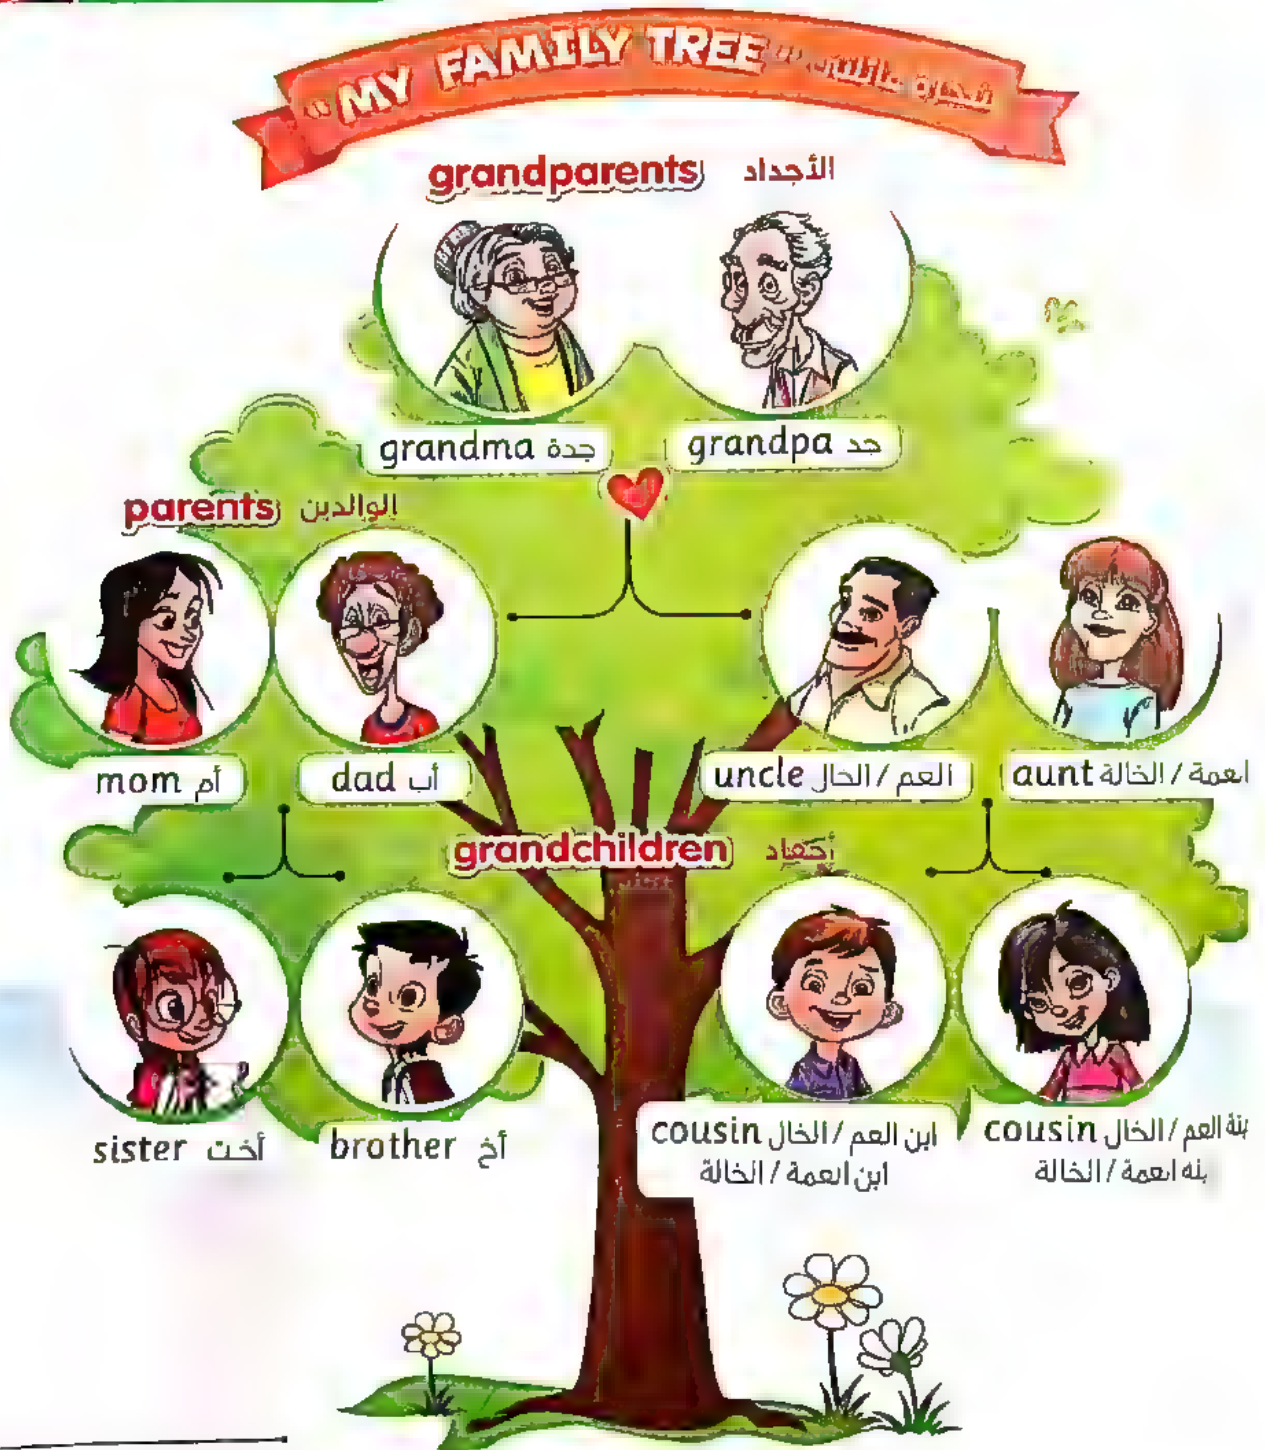 MY FAMILY TREE شجرة عائلتي
grandparents الأجداد
grandma جدة
grandpa جد
parents الوالدين
mom أم
dad أب
uncle العم / الخال
aunt العمة / الخالة
grandchildren أحفاد
sister أخت
brother أخ
cousin ابن العم / الخال
ابن العمة / الخالة
cousin بنة العم / الخال
بنه العمة / الخالة